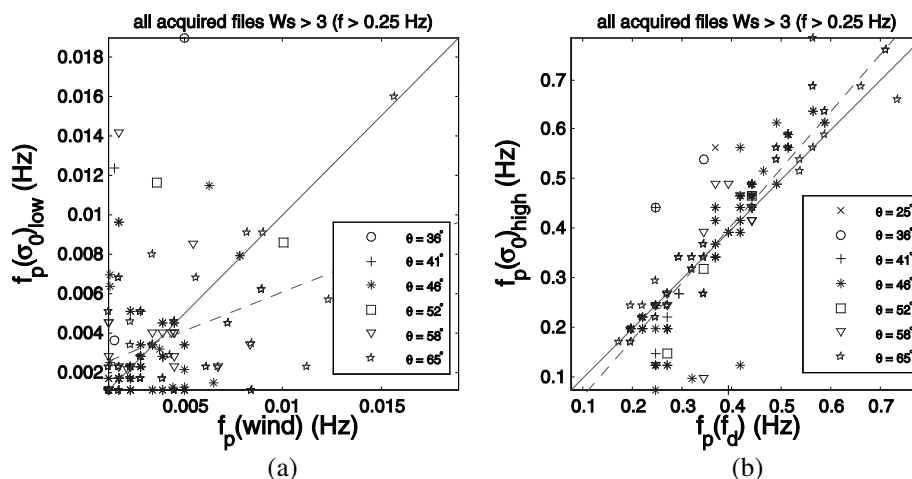 all acquired files Ws > 3 (f > 0.25 Hz)
f_p(σ_0)_low (Hz)
0.018
0.016
0.014
0.012
0.01
0.008
0.006
0.004
0.002
θ = 36°
θ = 41°
θ = 46°
θ = 52°
θ = 58°
θ = 65°
0.005 0.01 0.015
f_p(wind) (Hz)
(a)
all acquired files Ws > 3 (f > 0.25 Hz)
f_p(σ_0)_high (Hz)
0.7
0.6
0.5
0.4
0.3
0.2
0.1
θ = 25°
θ = 36°
θ = 41°
θ = 46°
θ = 52°
θ = 58°
θ = 65°
0.1 0.2 0.3 0.4 0.5 0.6 0.7
f_p(f_d) (Hz)
(b)